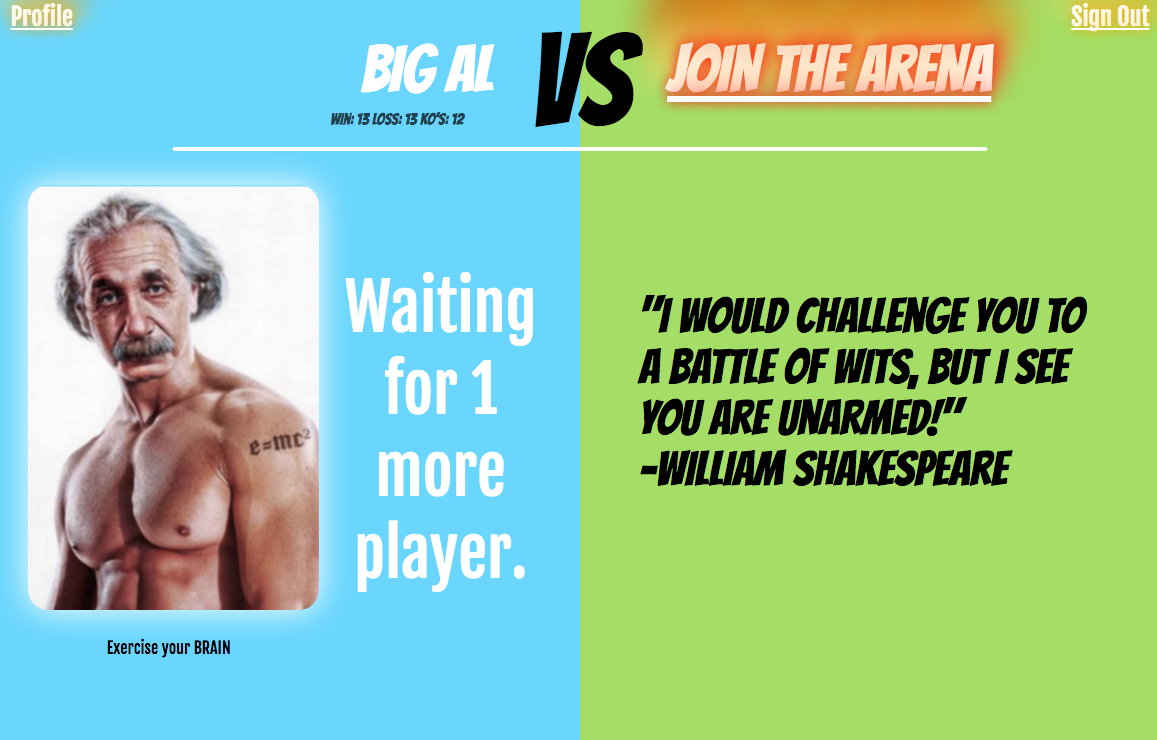 Profile
Sign Out
BIG AL
VS
JOIN THE ARENA
WIN: 13 LOSS: 13 KO'S: 12
e=mc²
Waiting
for 1
more
player.
"I WOULD CHALLENGE YOU TO
A BATTLE OF WITS, BUT I SEE
YOU ARE UNARMED!"
-WILLIAM SHAKESPEARE
Exercise your BRAIN